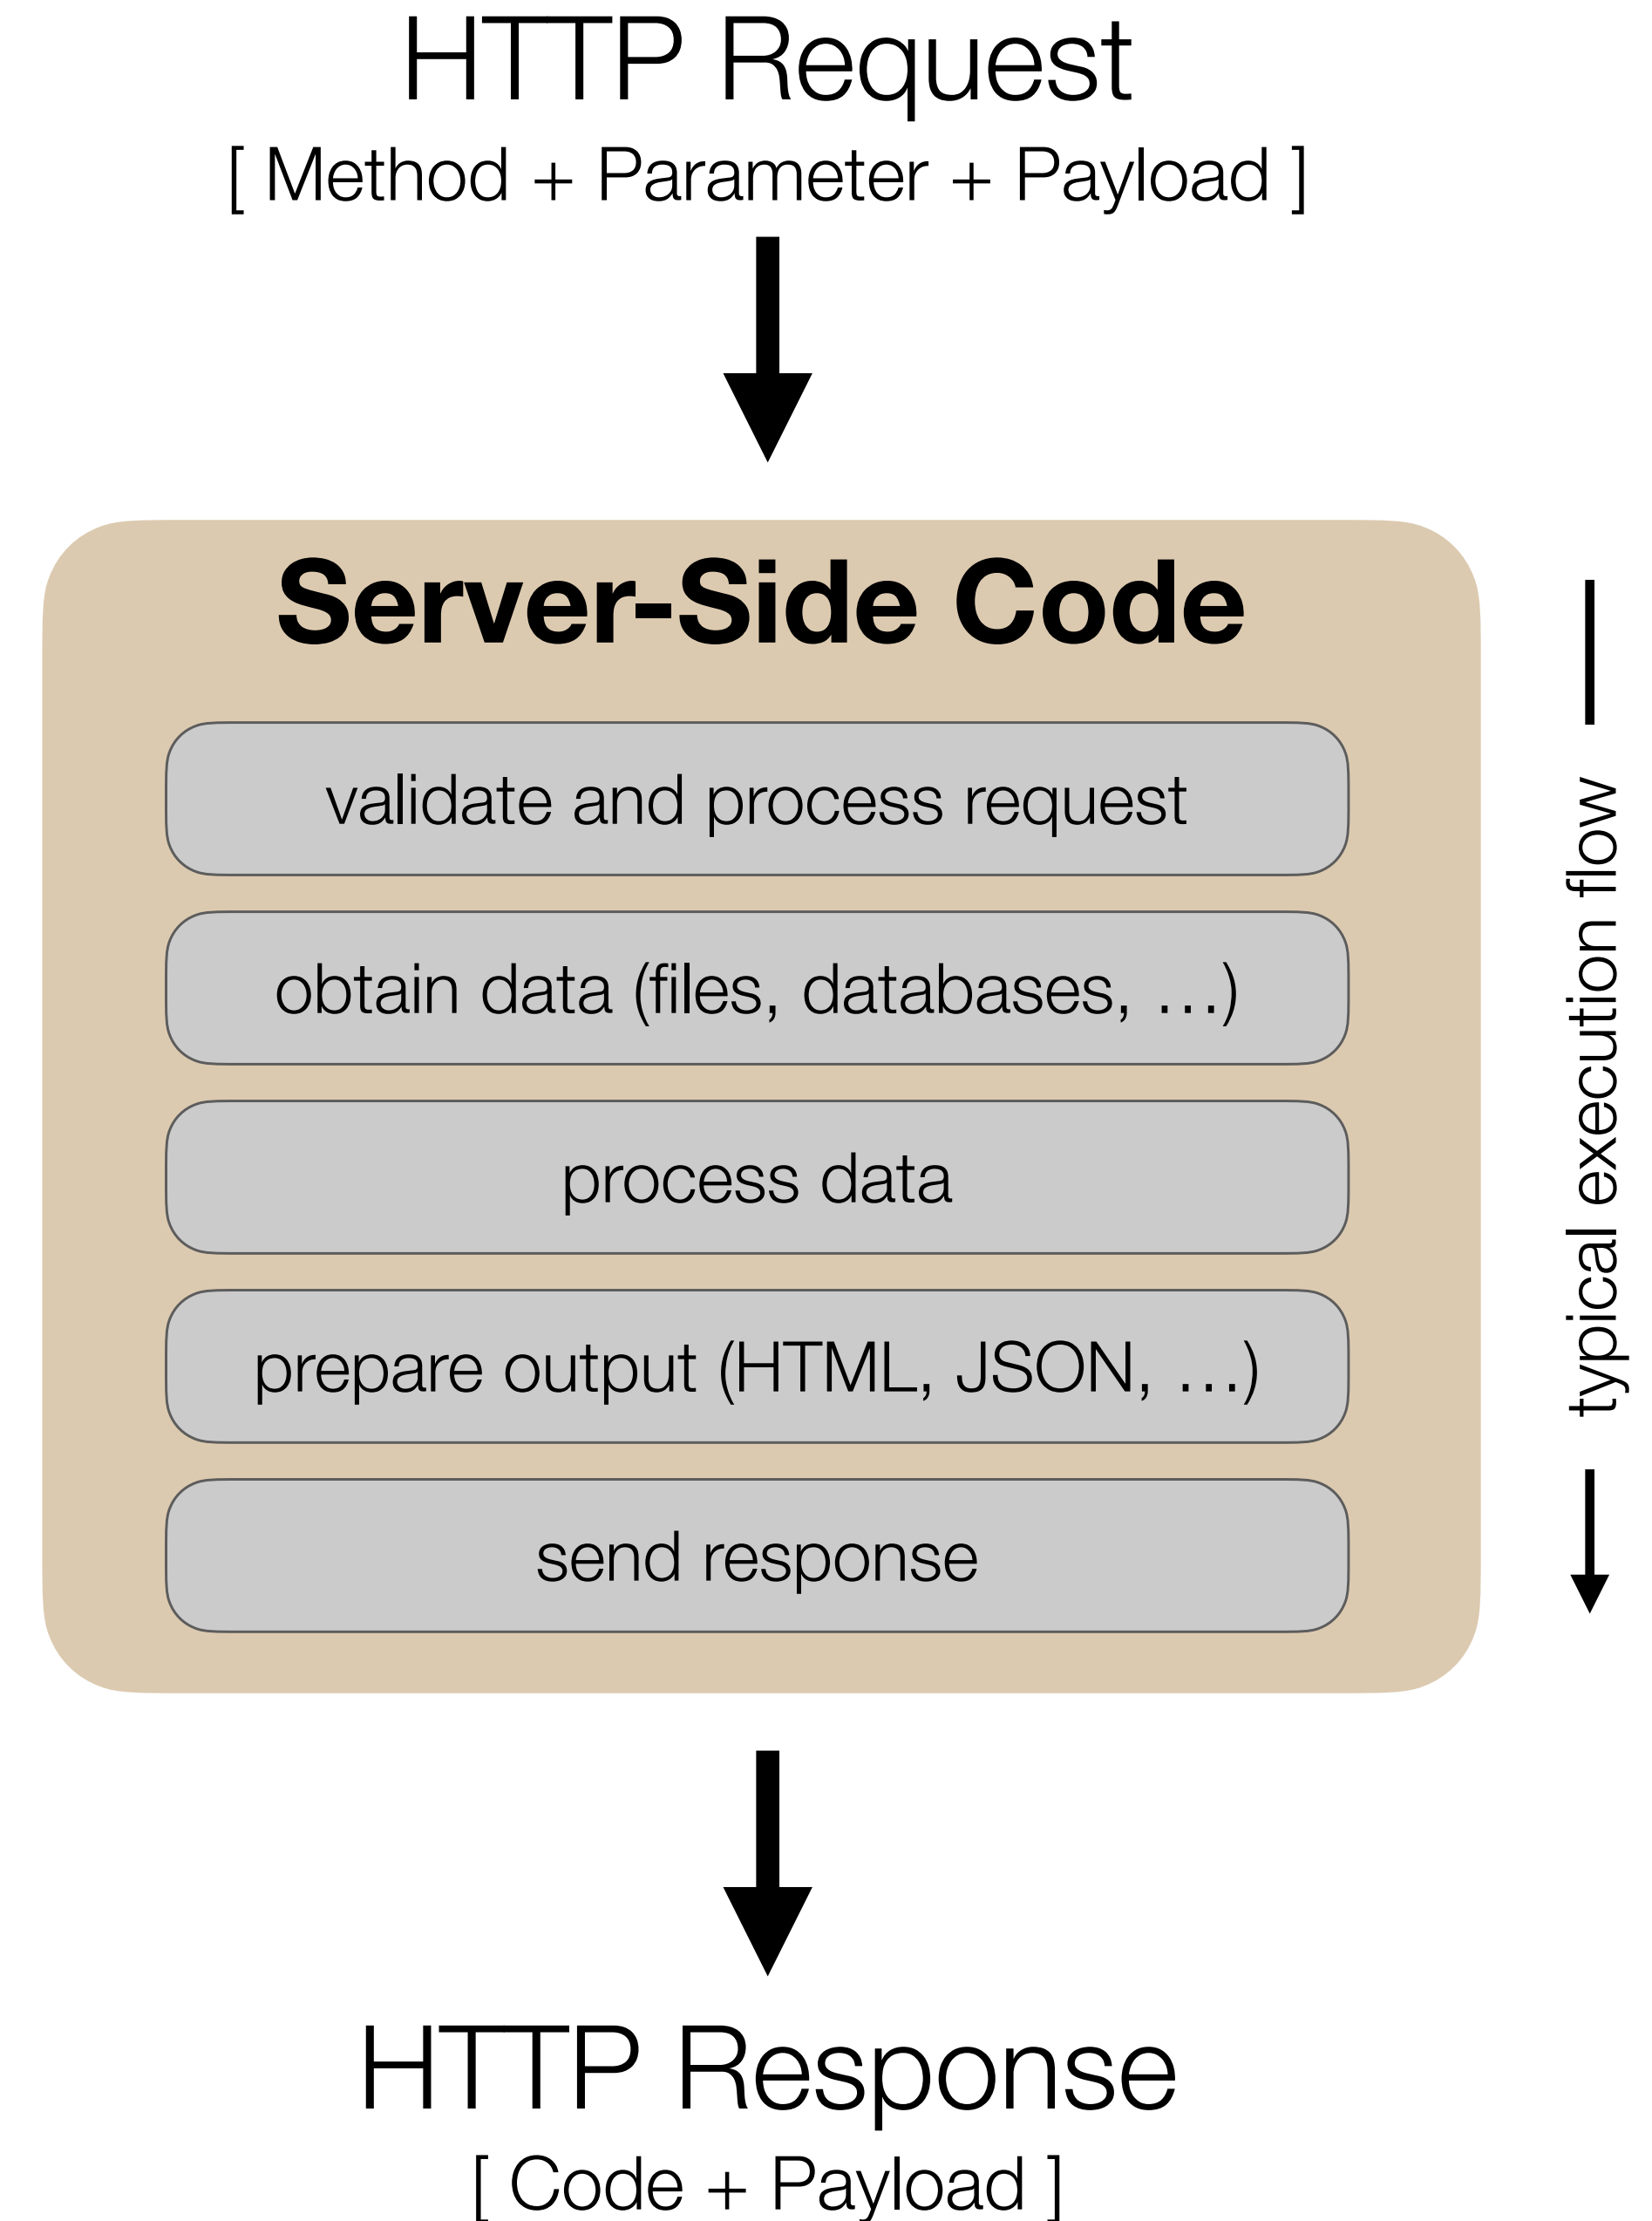 HTTP Request
[ Method + Parameter + Payload ]
Server-Side Code
validate and process request
obtain data (files, databases, …)
process data
prepare output (HTML, JSON, …)
send response
typical execution flow
HTTP Response
[ Code + Payload ]